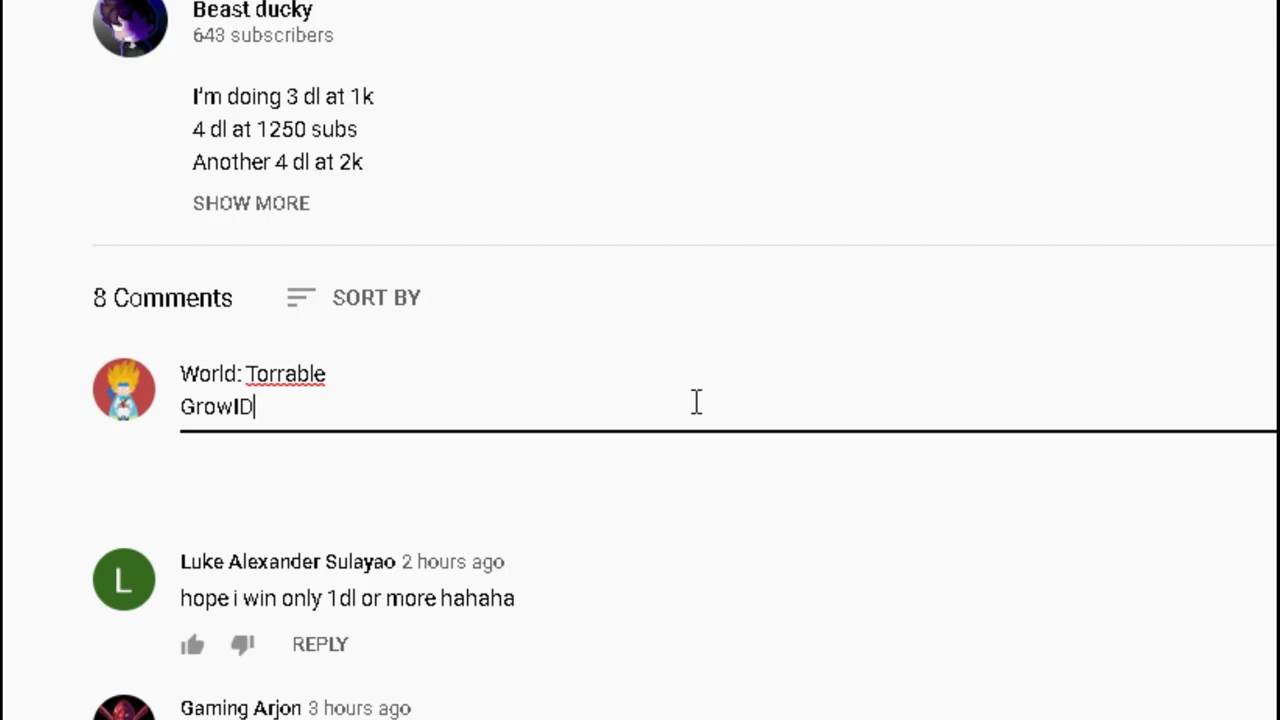 Beast ducky
643 subscribers
I'm doing 3 dl at 1k
4 dl at 1250 subs
Another 4 dl at 2k
SHOW MORE
8 Comments SORT BY
World: Torrable
GrowID
L
Luke Alexander Sulayao 2 hours ago
hope i win only 1dl or more hahaha
REPLY
Gaming Arjon 3 hours ago